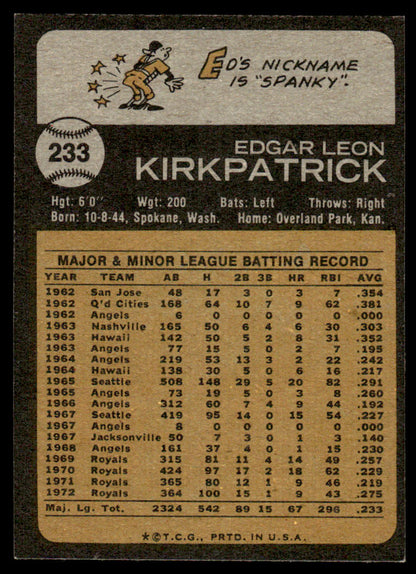 ED'S NICKNAME
IS "SPANKY".
233
EDGAR LEON
KIRKPATRICK
Hgt: 6'0" Wgt: 200 Bats: Left Throws: Right
Born: 10-8-44, Spokane, Wash. Home: Overland Park, Kan.
MAJOR & MINOR LEAGUE BATTING RECORD
YEAR TEAM AB H 2B 3B HR RBI AVG
1962 San Jose 48 17 3 0 3 7 .354
1962 Q'd Cities 168 64 10 7 9 62 .381
1962 Angels 6 0 0 0 0 0 .000
1963 Nashville 165 50 6 4 6 30 .303
1963 Hawaii 142 50 5 2 8 31 .352
1963 Angels 77 15 5 0 2 7 .195
1964 Angels 219 53 13 3 2 22 .242
1964 Hawaii 138 30 5 0 6 16 .217
1965 Seattle 508 148 29 5 20 82 .291
1965 Angels 73 19 5 0 3 8 .260
1966 Angels 312 60 7 4 9 44 .192
1967 Seattle 419 95 14 0 15 54 .227
1967 Angels 8 0 0 0 0 0 .000
1967 Jacksonville 50 7 3 0 1 3 .140
1968 Angels 161 37 4 0 1 15 .230
1969 Royals 315 81 11 4 14 49 .257
1970 Royals 424 97 17 2 18 62 .229
1971 Royals 365 80 12 1 9 46 .219
1972 Royals 364 100 15 1 9 43 .275
Maj. Lg. Tot. 2324 542 89 15 67 296 .233
*©T.C.G., PRTD. IN U.S.A.